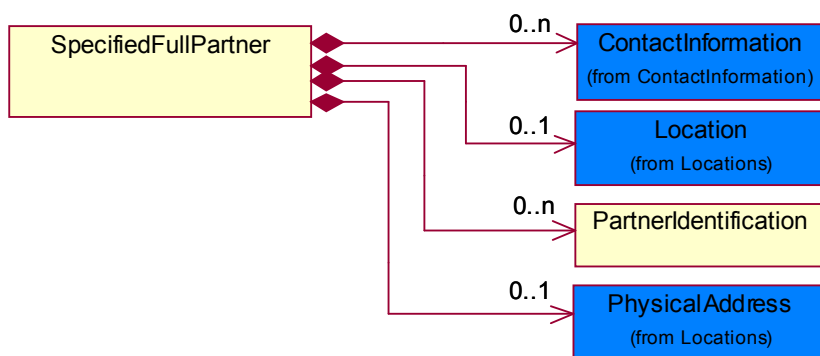 SpecifiedFullPartner
0..n
ContactInformation
(from ContactInformation)
0..1
Location
(from Locations)
0..n
PartnerIdentification
0..1
PhysicalAddress
(from Locations)